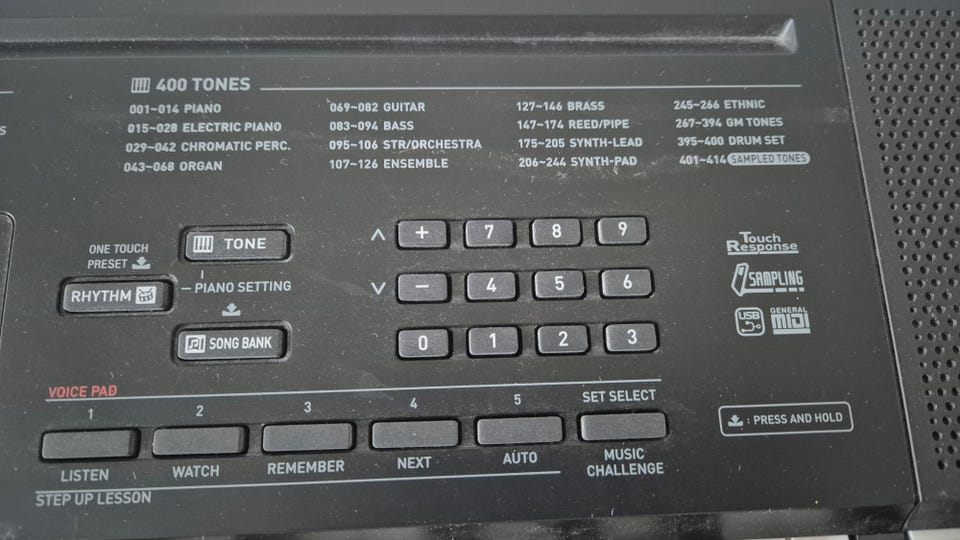 400 TONES
001~014 PIANO
015~028 ELECTRIC PIANO
029~042 CHROMATIC PERC.
043~068 ORGAN
069~082 GUITAR
083~094 BASS
095~106 STR/ORCHESTRA
107~126 ENSEMBLE
127~146 BRASS
147~174 REED/PIPE
175~205 SYNTH-LEAD
206~244 SYNTH-PAD
245~266 ETHNIC
267~394 GM TONES
395~400 DRUM SET
401~414 SAMPLED TONES
ONE TOUCH
PRESET
RHYTHM
TONE
PIANO SETTING
SONG BANK
+ 7 8 9
− 4 5 6
0 1 2 3
Touch
Response
SAMPLING
USB
GENERAL
MIDI
VOICE PAD
1 2 3 4 5 SET SELECT
LISTEN WATCH REMEMBER NEXT AUTO MUSIC
CHALLENGE
STEP UP LESSON
: PRESS AND HOLD